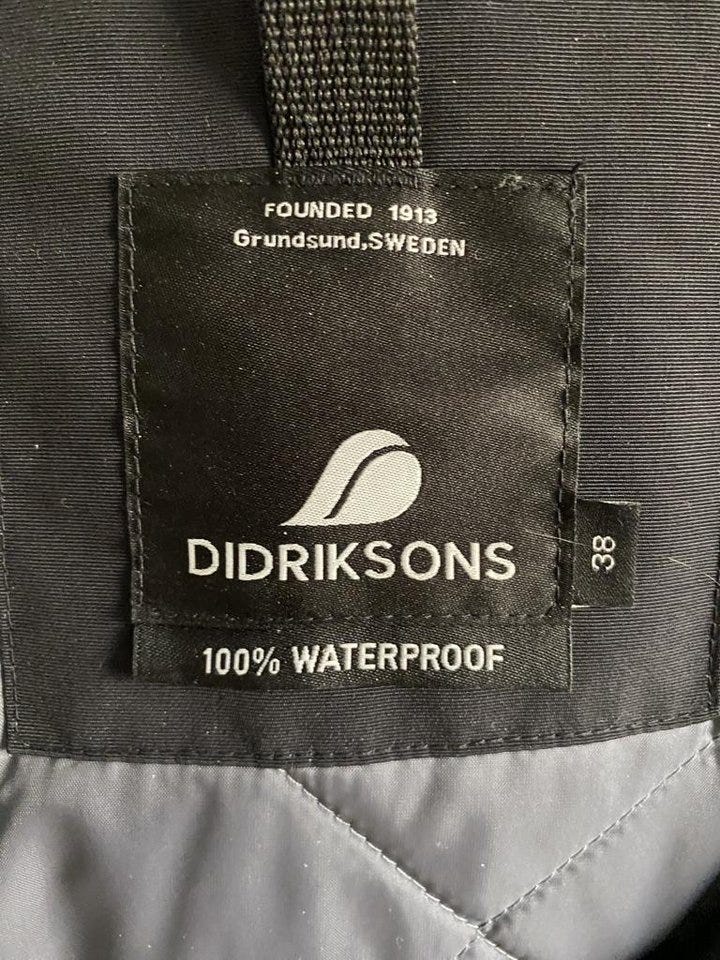 FOUNDED 1913
Grundsund,SWEDEN
DIDRIKSONS
38
100% WATERPROOF